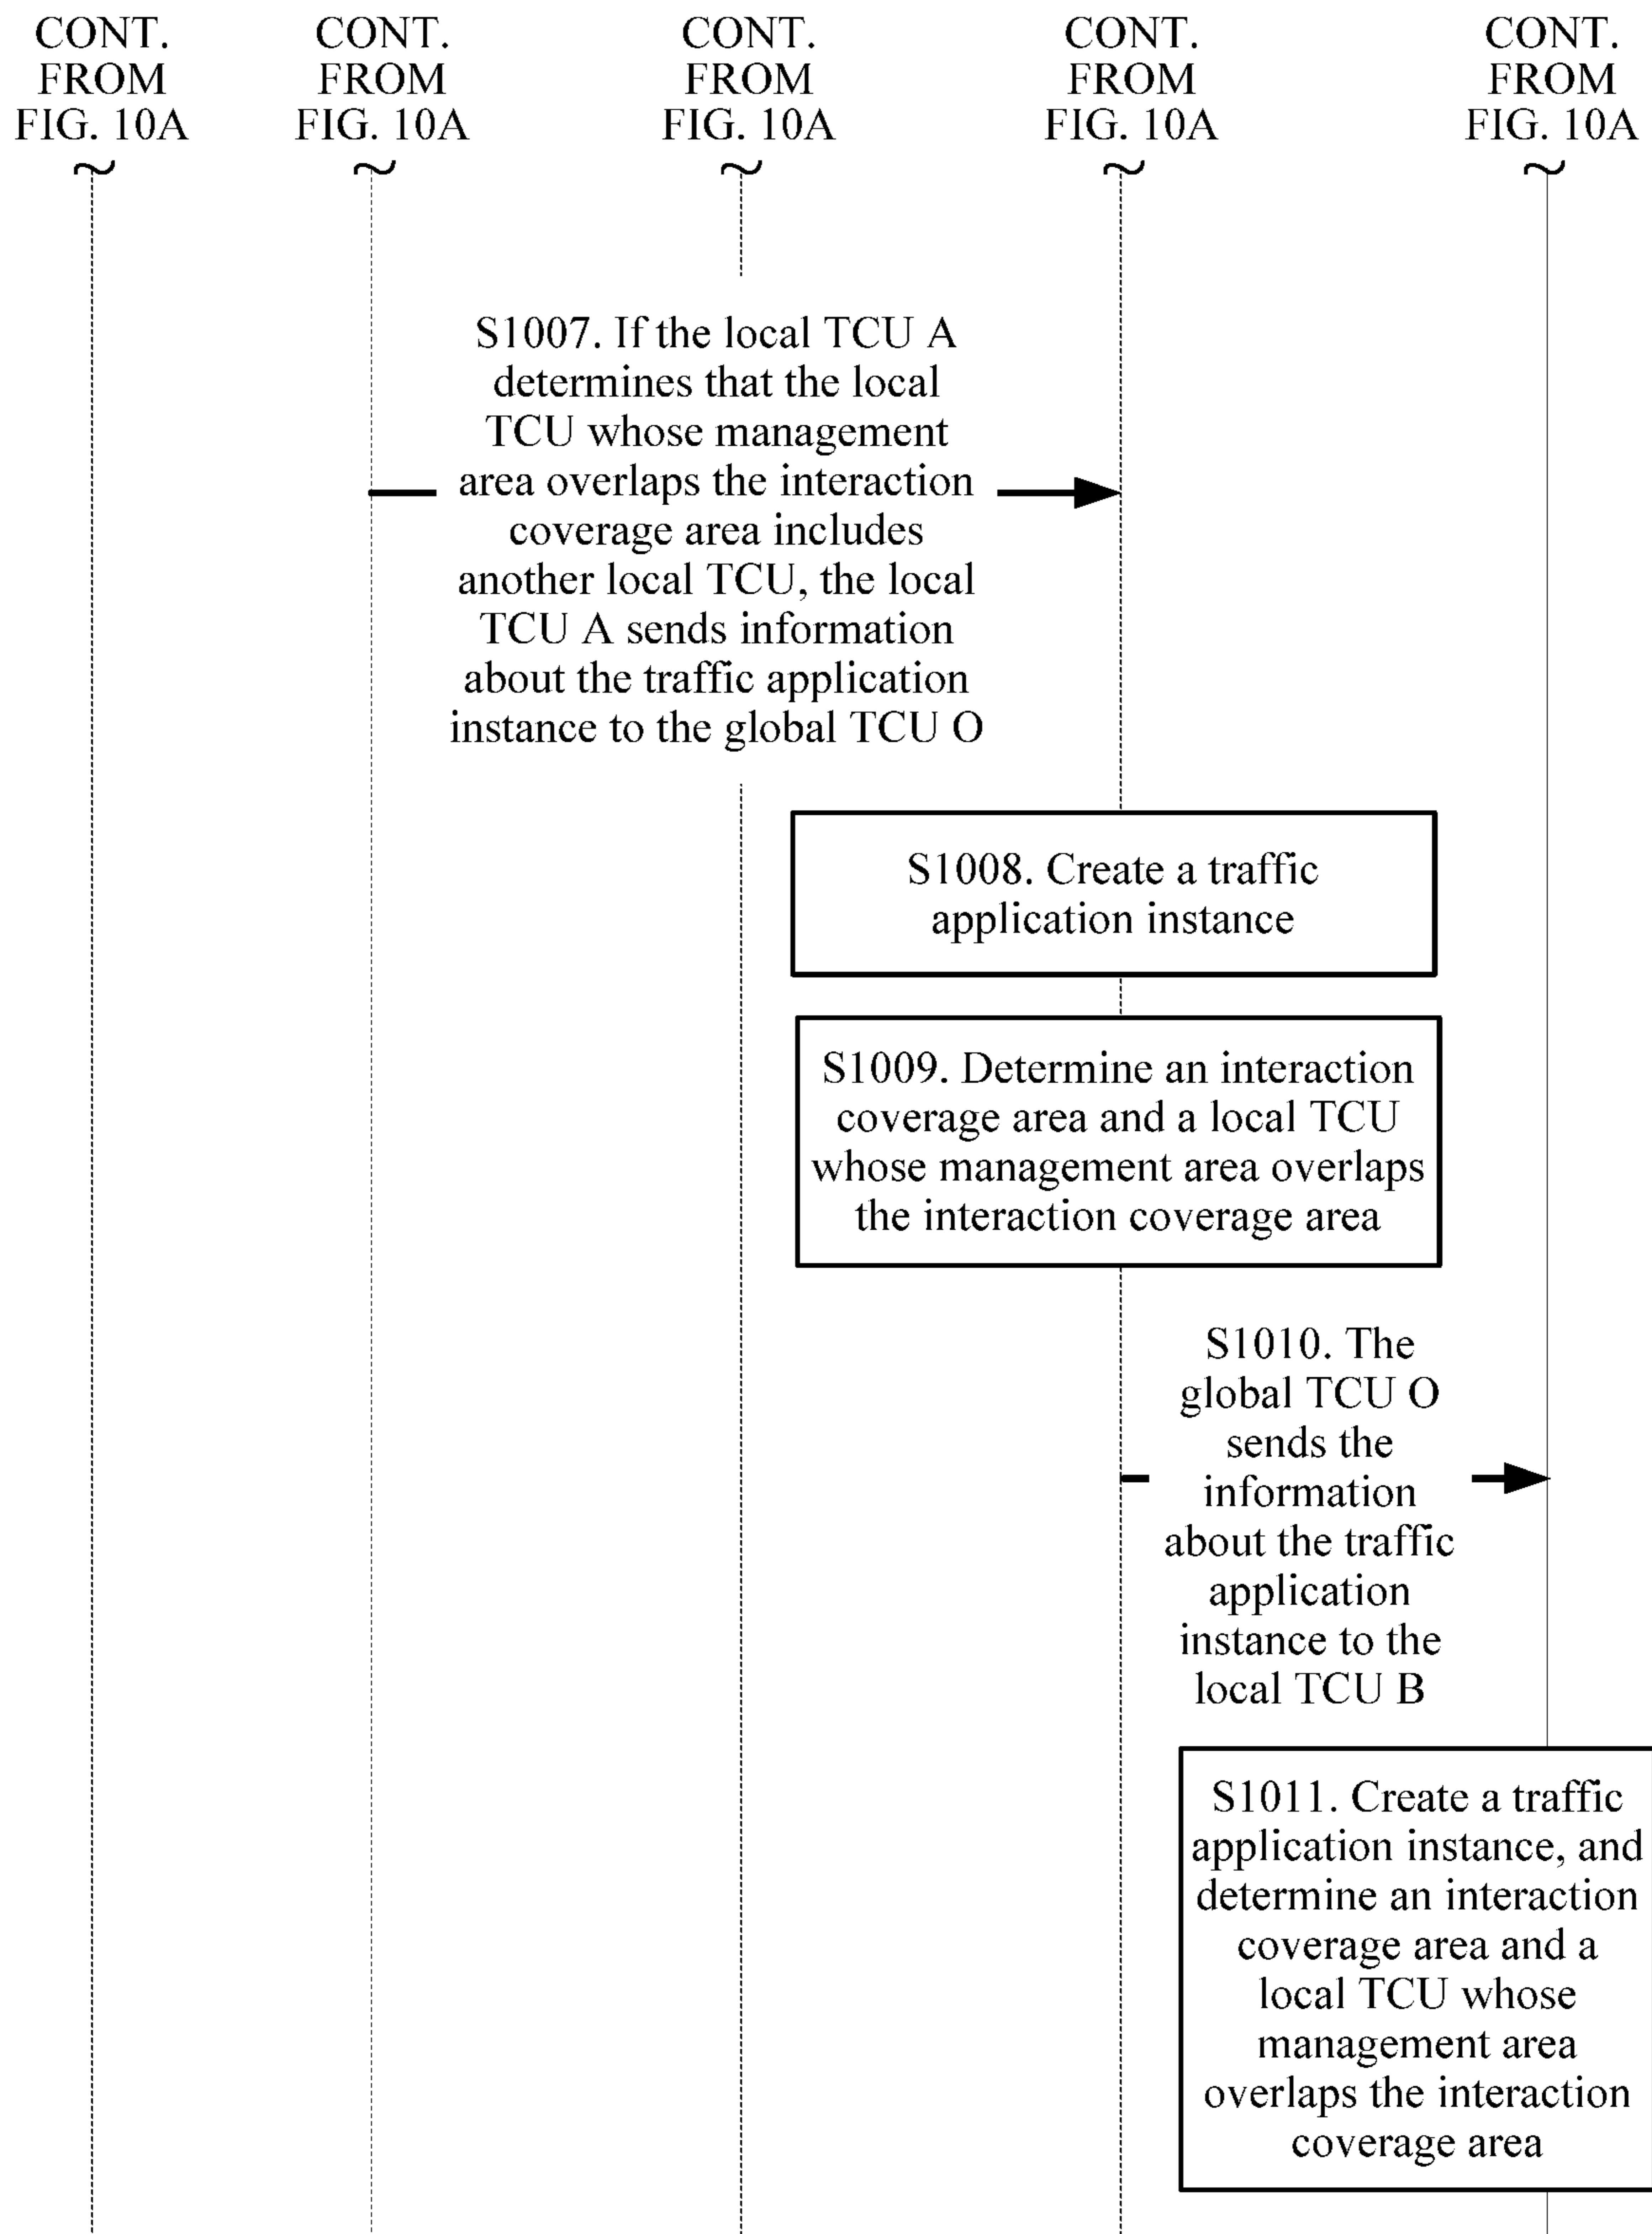 CONT.
FROM
FIG. 10A
CONT.
FROM
FIG. 10A
CONT.
FROM
FIG. 10A
CONT.
FROM
FIG. 10A
CONT.
FROM
FIG. 10A
S1007. If the local TCU A
determines that the local
TCU whose management
area overlaps the interaction
coverage area includes
another local TCU, the local
TCU A sends information
about the traffic application
instance to the global TCU O
S1008. Create a traffic
application instance
S1009. Determine an interaction
coverage area and a local TCU
whose management area overlaps
the interaction coverage area
S1010. The
global TCU O
sends the
information
about the traffic
application
instance to the
local TCU B
S1011. Create a traffic
application instance, and
determine an interaction
coverage area and a
local TCU whose
management area
overlaps the interaction
coverage area